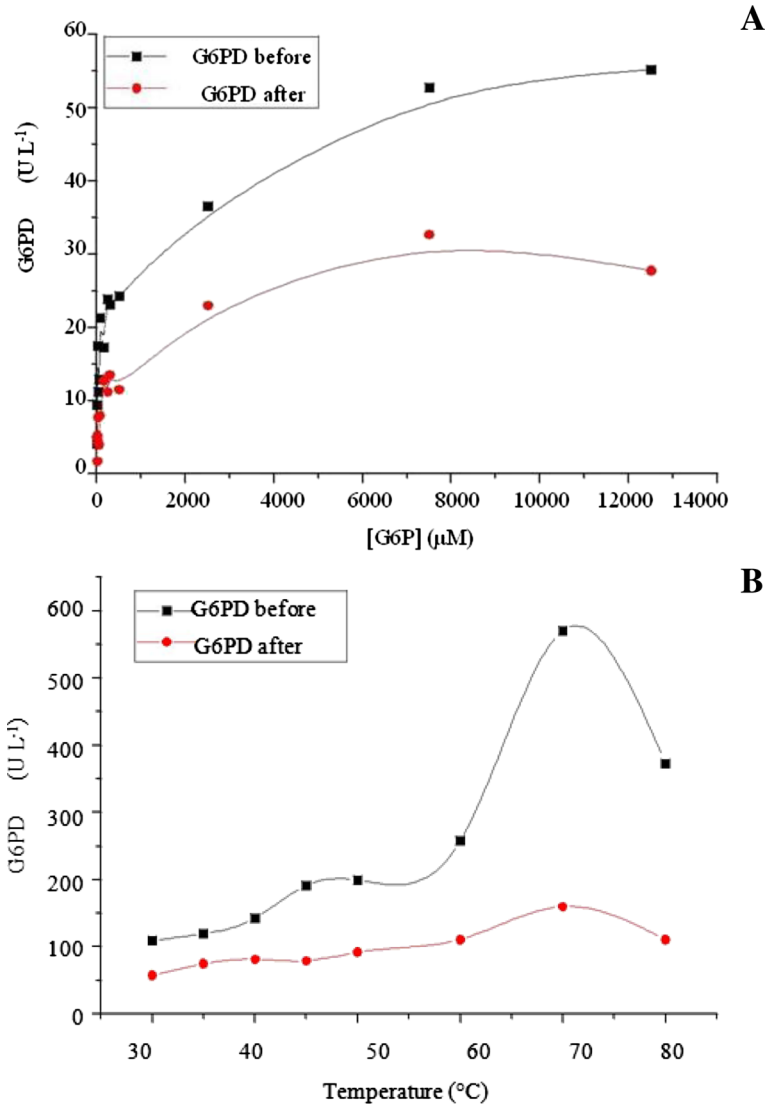 A
60
50
40
30
20
10
0
G6PD (U L-1)
G6PD before
G6PD after
0 2000 4000 6000 8000 10000 12000 14000
[G6P] (µM)
B
600
500
400
300
200
100
0
G6PD (U L-1)
G6PD before
G6PD after
30 40 50 60 70 80
Temperature (°C)